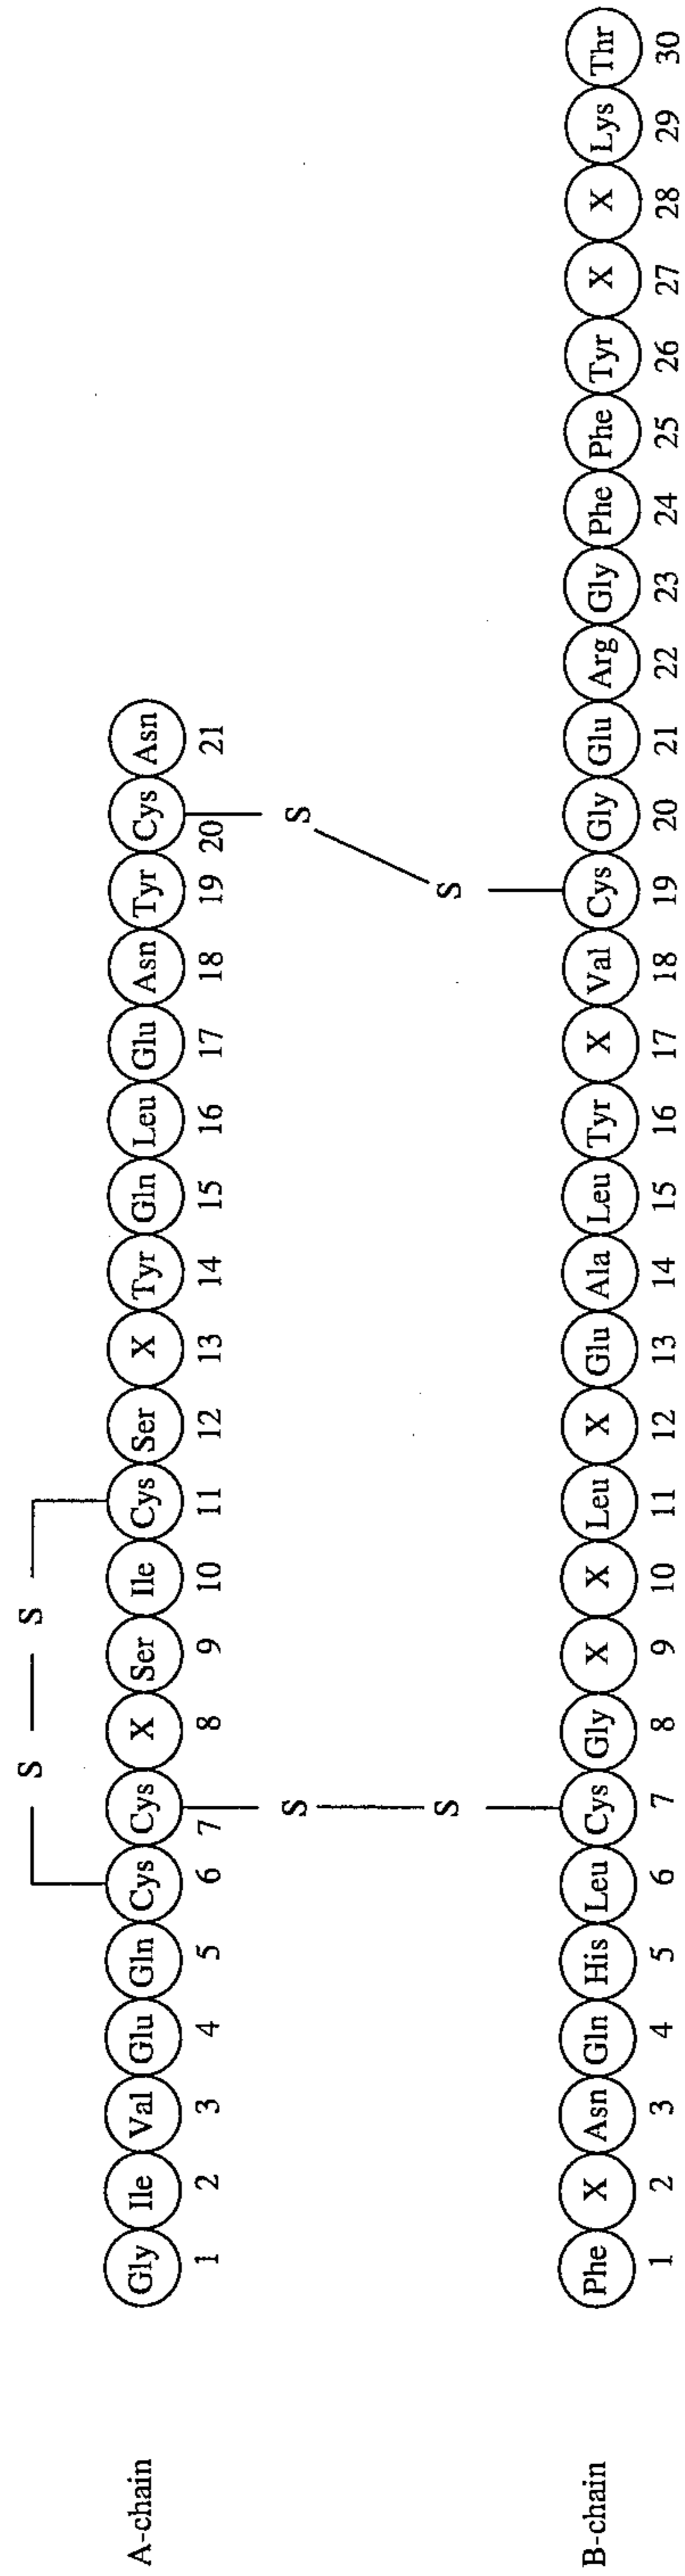 S S
A-chain Gly Ile Val Glu Gln Cys Cys X Ser Ile Cys Ser X Tyr Gln Leu Glu Asn Tyr Cys Asn
1 2 3 4 5 6 7 8 9 10 11 12 13 14 15 16 17 18 19 20 21
S S
S S
B-chain Phe X Asn Gln His Leu Cys Gly X X Leu X Glu Ala Leu Tyr X Val Cys Gly Glu Arg Gly Phe Phe Tyr X X Lys Thr
1 2 3 4 5 6 7 8 9 10 11 12 13 14 15 16 17 18 19 20 21 22 23 24 25 26 27 28 29 30